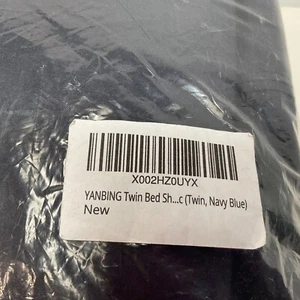 X002HZ0UYX
YANBING Twin Bed Sh...c (Twin, Navy Blue)
New